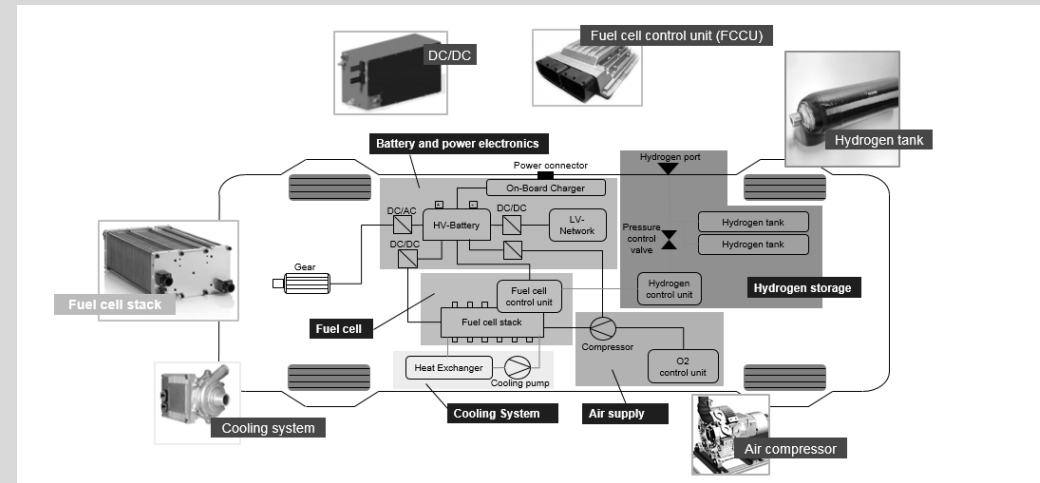 Fuel cell control unit (FCCU)
DC/DC
Hydrogen tank
Battery and power electronics
Hydrogen port
Power connector
On-Board Charger
DC/AC
DC/DC
HV-Battery
LV-
Network
Hydrogen tank
Pressure
control
valve
Hydrogen tank
DC/DC
Gear
Fuel cell
control unit
Hydrogen
control unit
Hydrogen storage
Fuel cell stack
Fuel cell
Fuel cell stack
Compressor
O2
control unit
Heat Exchanger
Cooling pump
Cooling System
Air supply
Cooling system
Air compressor